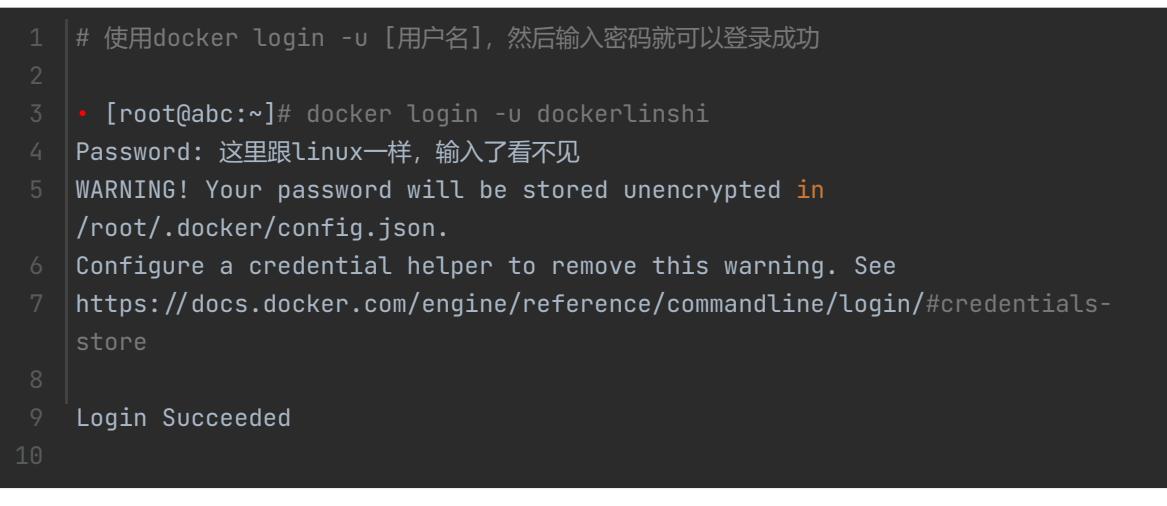 1 # 使用docker login -u [用户名]，然后输入密码就可以登录成功
2
3 • [root@abc:~]# docker login -u dockerlinshi
4 Password: 这里跟linux一样，输入了看不见
5 WARNING! Your password will be stored unencrypted in
/root/.docker/config.json.
6 Configure a credential helper to remove this warning. See
7 https://docs.docker.com/engine/reference/commandline/login/#credentials-
store
8
9 Login Succeeded
10